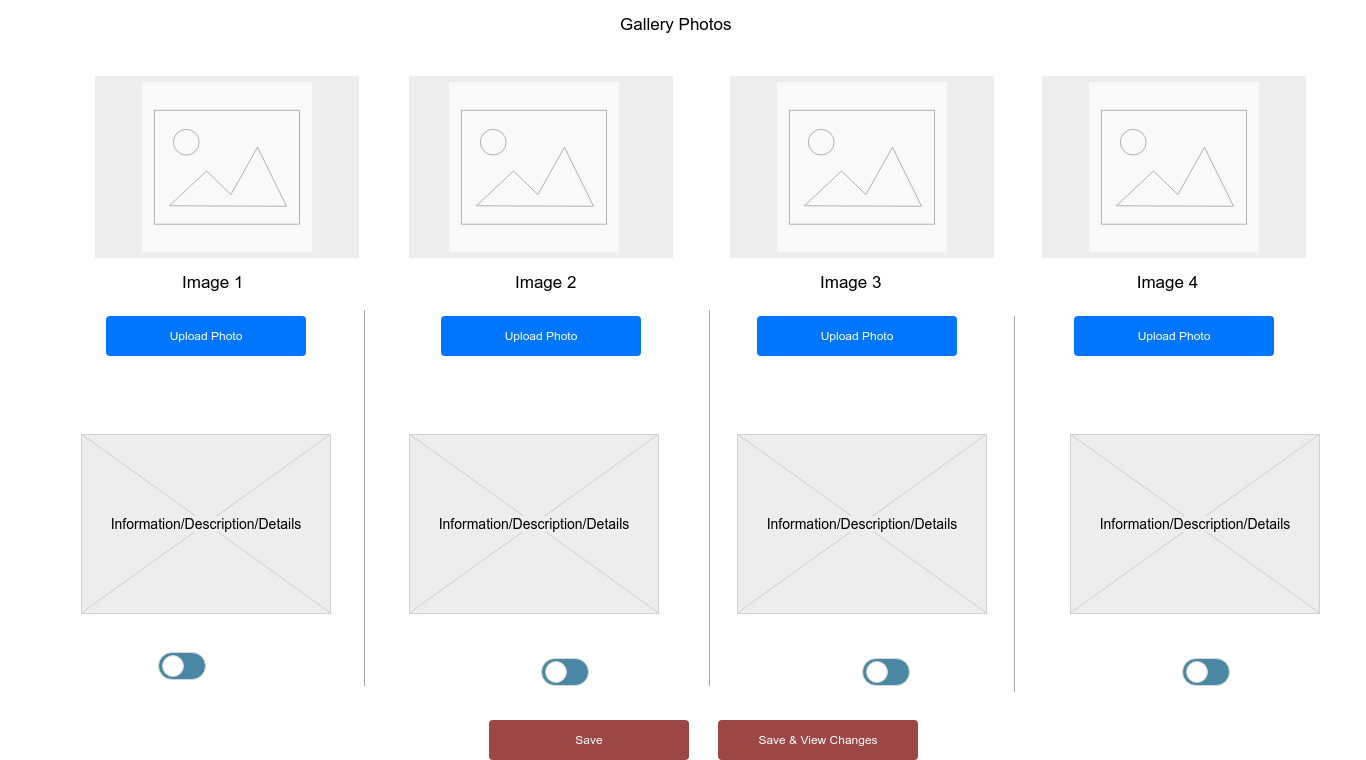 Gallery Photos
Image 1
Image 2
Image 3
Image 4
Upload Photo
Upload Photo
Upload Photo
Upload Photo
Information/Description/Details
Information/Description/Details
Information/Description/Details
Information/Description/Details
Save
Save & View Changes